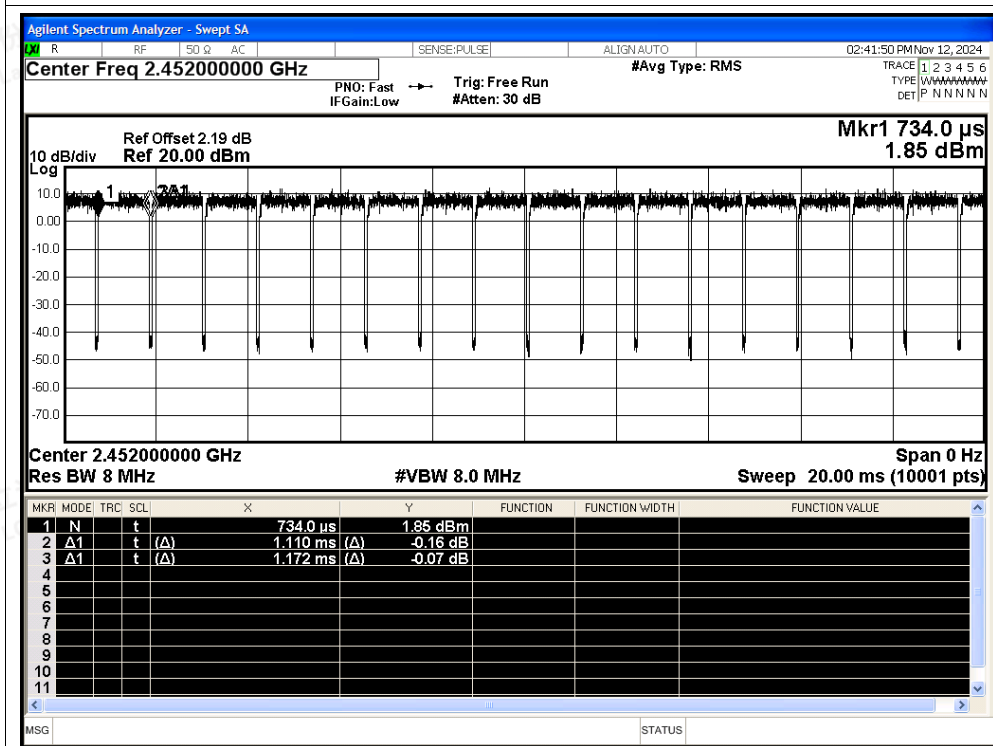 Agilent Spectrum Analyzer - Swept SA
LXI R RF 50 Ω AC SENSE:PULSE ALIGN AUTO 02:41:50 PM Nov 12, 2024
Center Freq 2.452000000 GHz #Avg Type: RMS TRACE 1 2 3 4 5 6
PNO: Fast Trig: Free Run TYPE WWWWWW
IFGain:Low #Atten: 30 dB DET P N N N N N
Mkr1 734.0 µs
Ref Offset 2.19 dB
10 dB/div Ref 20.00 dBm 1.85 dBm
Log
10.0
0.00
-10.0
-20.0
-30.0
-40.0
-50.0
-60.0
-70.0
1
Center 2.452000000 GHz Span 0 Hz
Res BW 8 MHz #VBW 8.0 MHz Sweep 20.00 ms (10001 pts)
MKR MODE TRC SCL X Y FUNCTION FUNCTION WIDTH FUNCTION VALUE
1 N t 734.0 µs 1.85 dBm
2 Δ1 t (Δ) 1.110 ms (Δ) -0.16 dB
3 Δ1 t (Δ) 1.172 ms (Δ) -0.07 dB
4
5
6
7
8
9
10
11
MSG STATUS